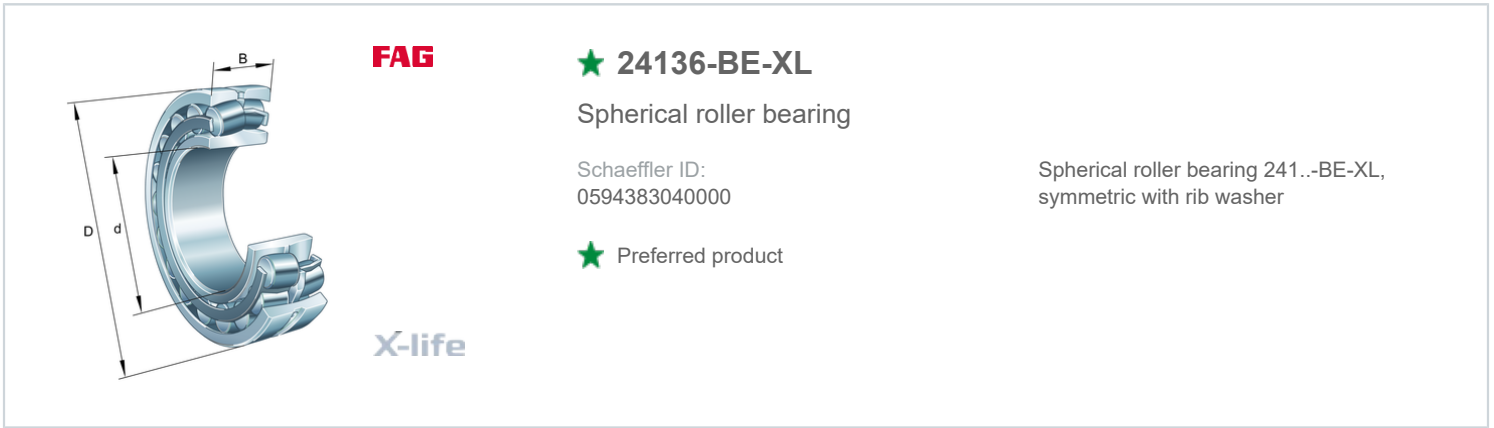 B
D
d
FAG
X-life
24136-BE-XL
Spherical roller bearing
Schaeffler ID:
0594383040000
Preferred product
Spherical roller bearing 241..-BE-XL,
symmetric with rib washer